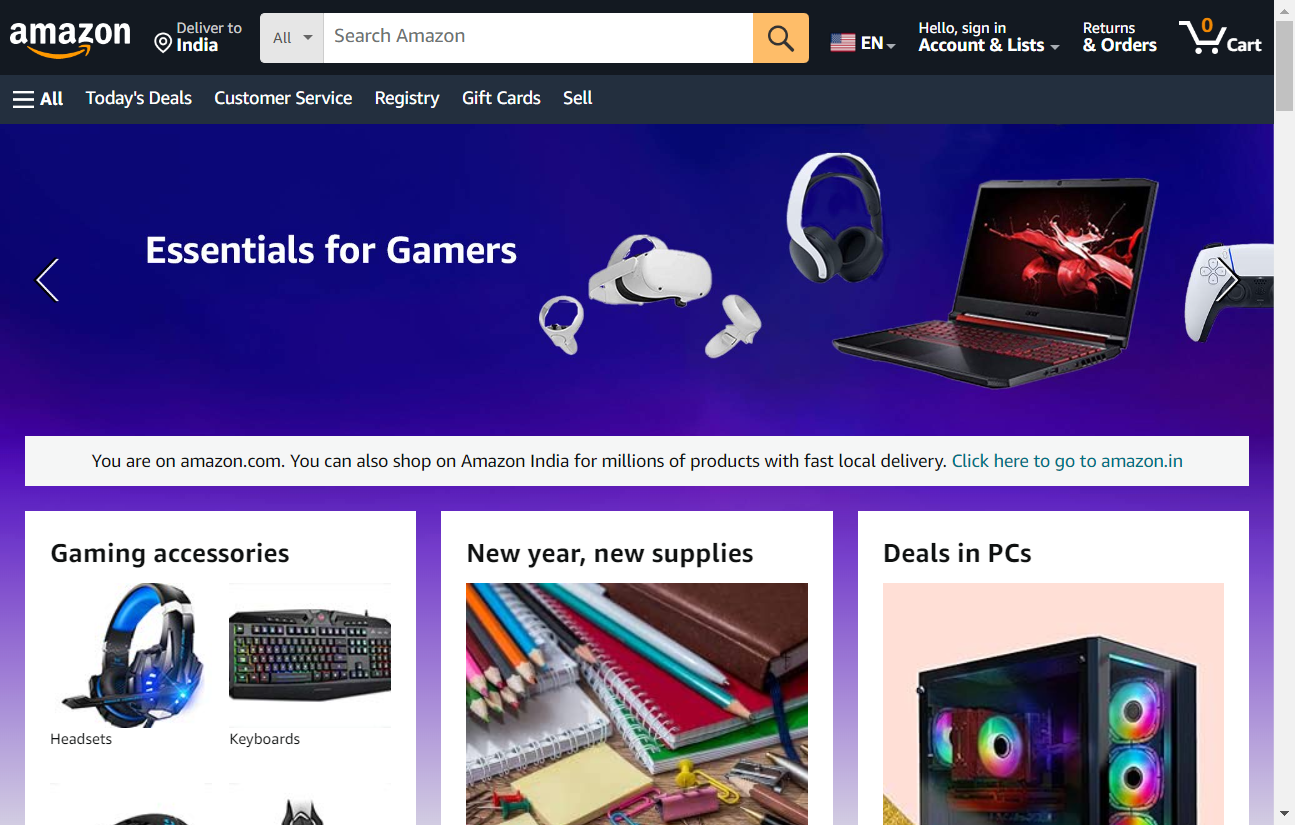 amazon
Deliver to
India
All
Search Amazon
EN
Hello, sign in
Account & Lists
Returns
& Orders
0
Cart
All
Today's Deals
Customer Service
Registry
Gift Cards
Sell
Essentials for Gamers
You are on amazon.com. You can also shop on Amazon India for millions of products with fast local delivery. Click here to go to amazon.in
Gaming accessories
Headsets
Keyboards
New year, new supplies
Deals in PCs